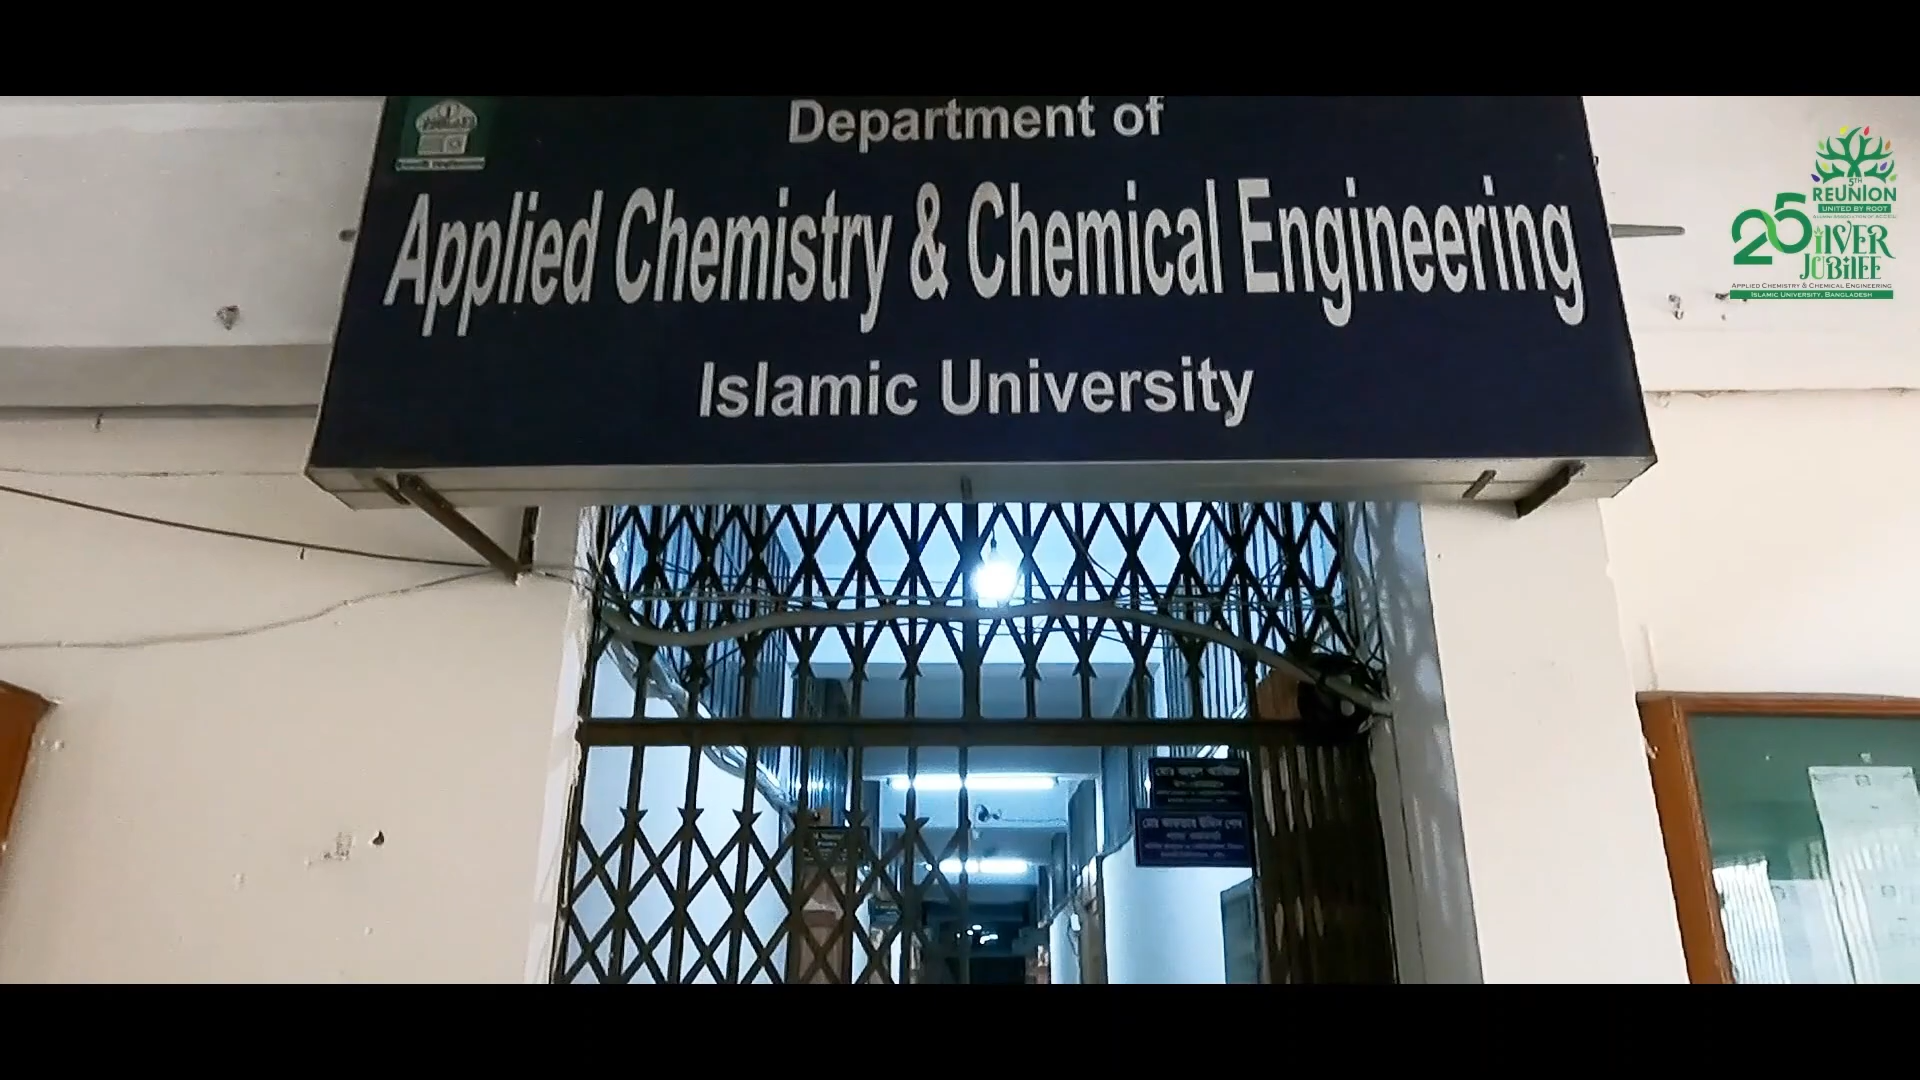 Department of
Applied Chemistry & Chemical Engineering
Islamic University
5TH
REUNION
UNITED BY ROOT
25 SILVER
JUBILEE
APPLIED CHEMISTRY & CHEMICAL ENGINEERING
ISLAMIC UNIVERSITY, BANGLADESH